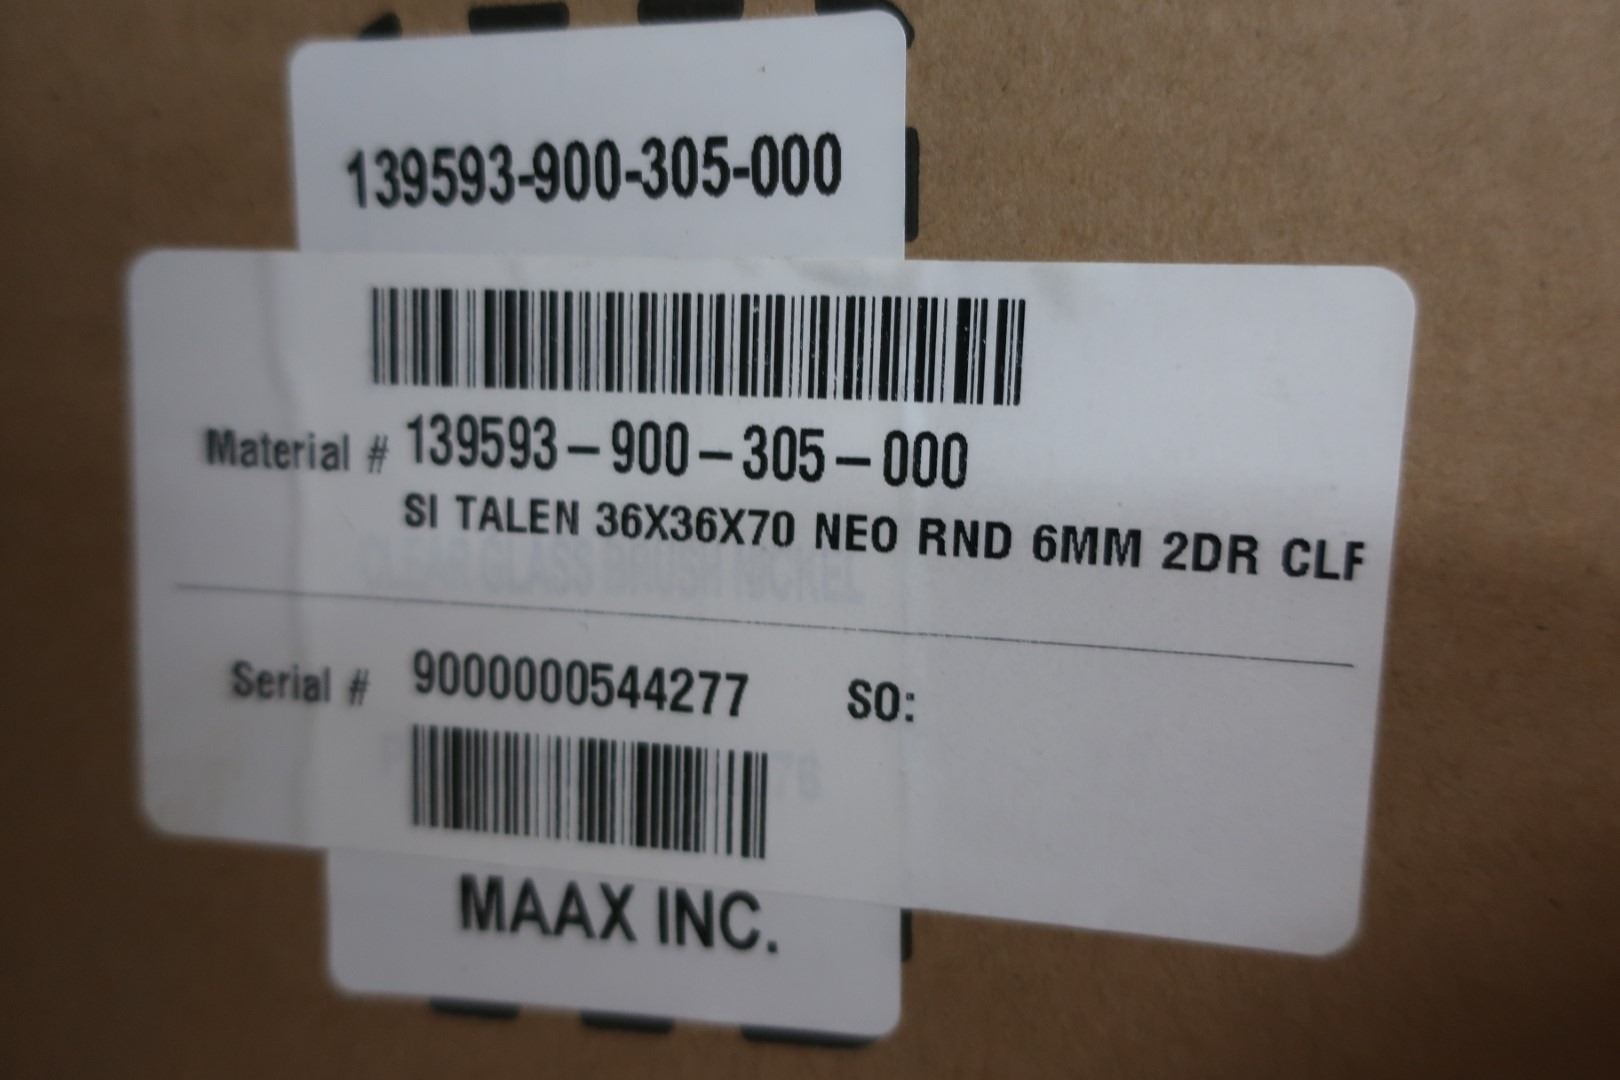 139593-900-305-000
Material # 139593-900-305-000
SI TALEN 36X36X70 NEO RND 6MM 2DR CLF
CLEAR GLASS BRUSH NICKEL
Serial # 9000000544277 SO:
MAAX INC.